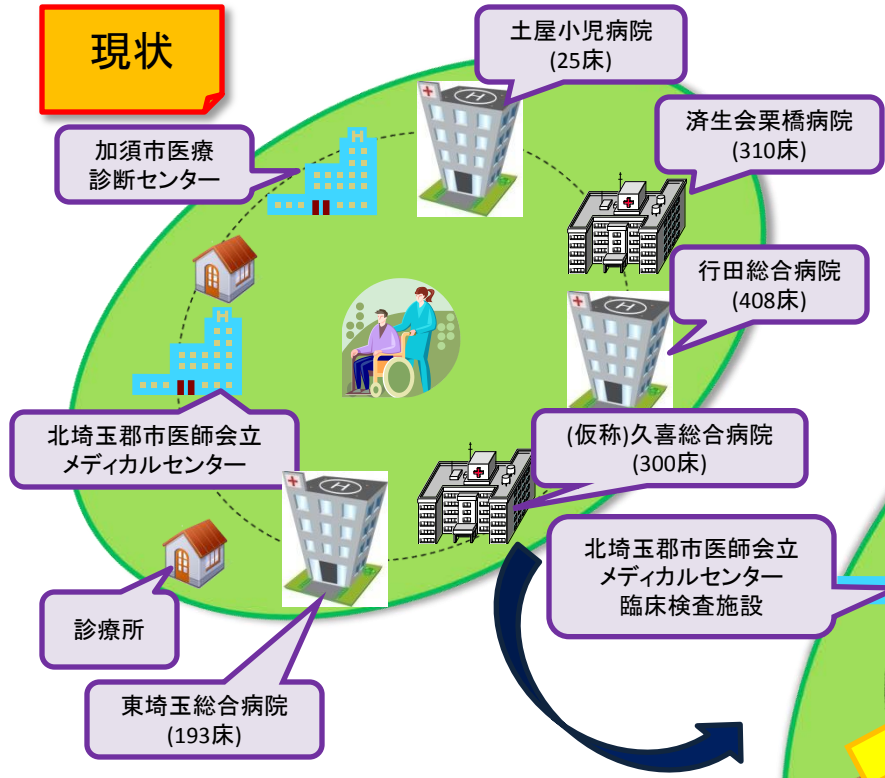 現状
土屋小児病院
(25床)
済生会栗橋病院
(310床)
加須市医療
診断センター
行田総合病院
(408床)
北埼玉郡市医師会立
メディカルセンター
(仮称)久喜総合病院
(300床)
北埼玉郡市医師会立
メディカルセンター
臨床検査施設
診療所
東埼玉総合病院
(193床)